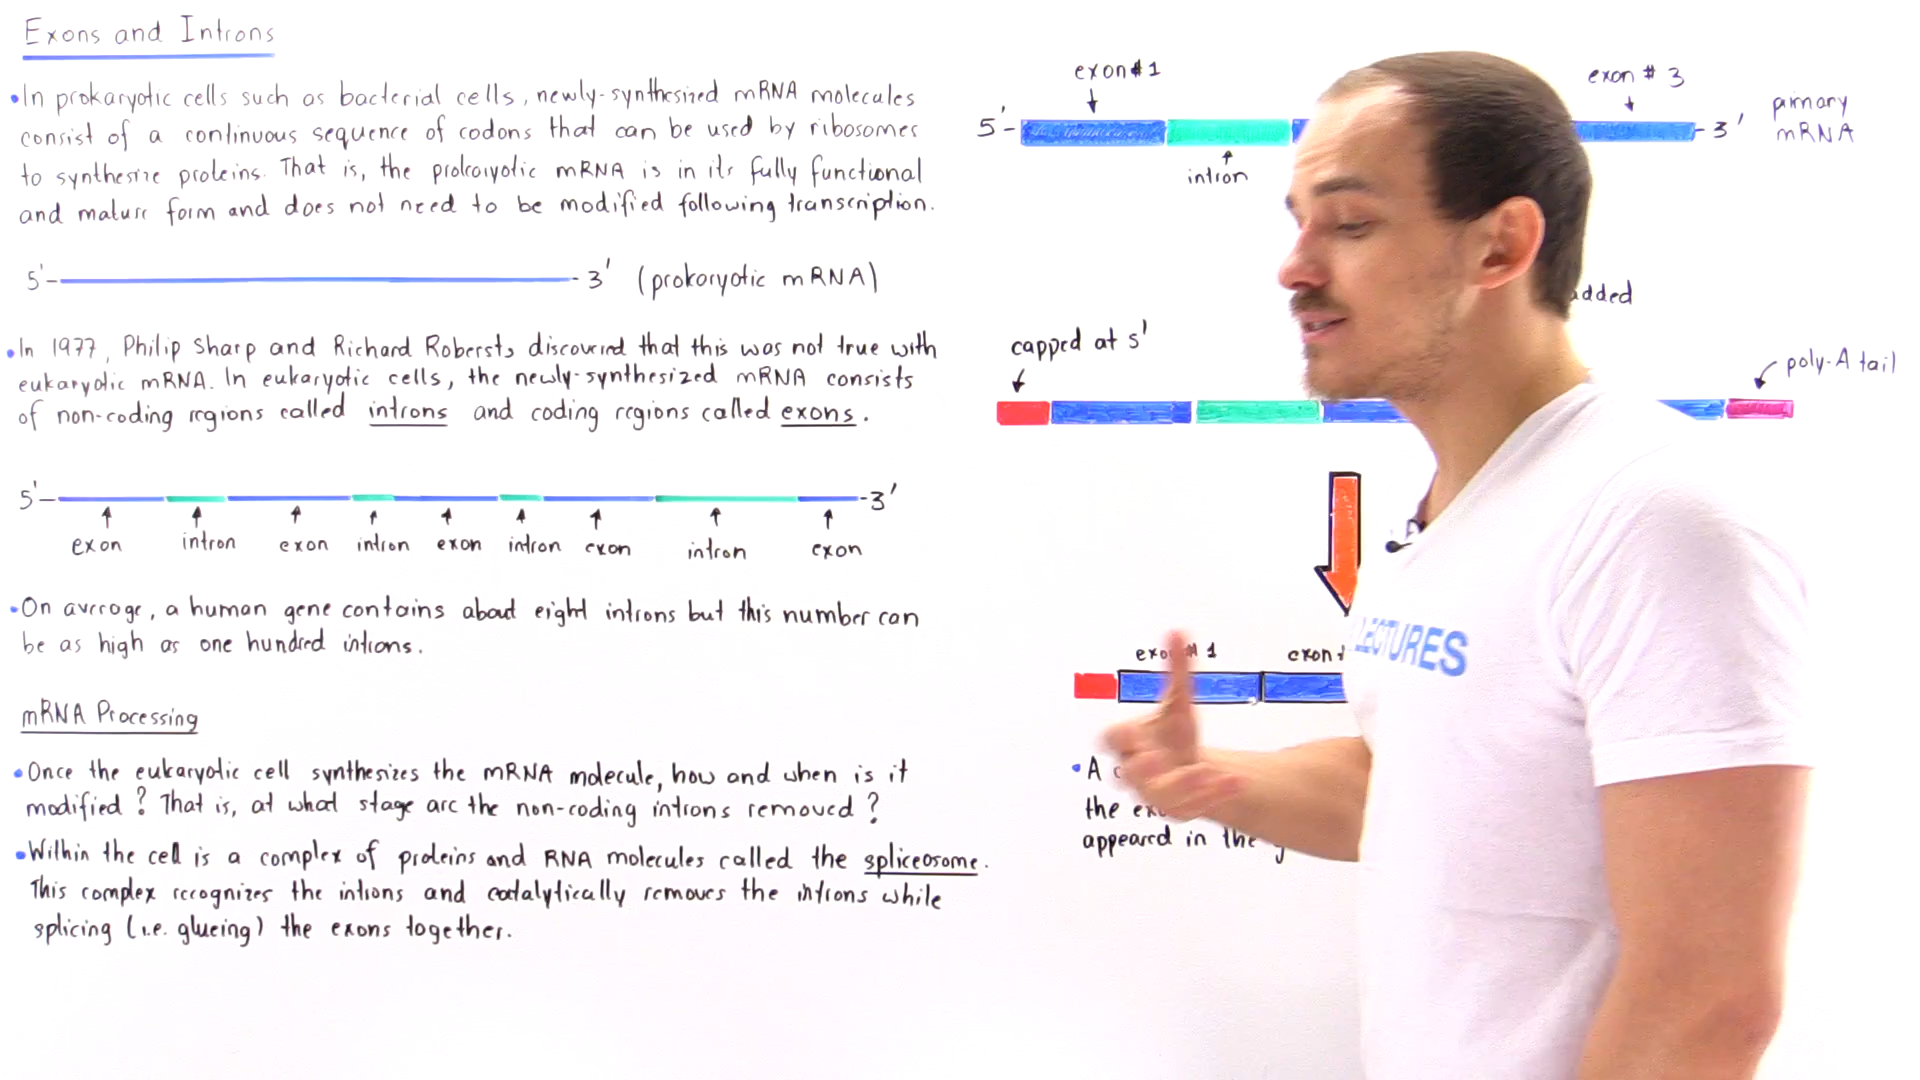 Exons and Introns
• In prokaryotic cells such as bacterial cells, newly-synthesized mRNA molecules
consist of a continuous sequence of codons that can be used by ribosomes
to synthesize proteins. That is, the prokaryotic mRNA is in its fully functional
and mature form and does not need to be modified following transcription.
5' 3' (prokaryotic mRNA)
• In 1977, Philip Sharp and Richard Robersts discovered that this was not true with
eukaryotic mRNA. In eukaryotic cells, the newly-synthesized mRNA consists
of non-coding regions called introns and coding regions called exons.
5' 3'
exon intron exon intron exon intron exon intron exon
• On average, a human gene contains about eight introns but this number can
be as high as one hundred introns.
mRNA Processing
• Once the eukaryotic cell synthesizes the mRNA molecule, how and when is it
modified? That is, at what stage are the non-coding introns removed?
• Within the cell is a complex of proteins and RNA molecules called the spliceosome.
This complex recognizes the introns and catalytically removes the introns while
splicing (i.e. glueing) the exons together.
exon #1 exon # 3
5' 3' primary
mRNA
intron
added
capped at 5'
poly-A tail
exon # 1 exon
• A
the
appeared in the
LECTURES